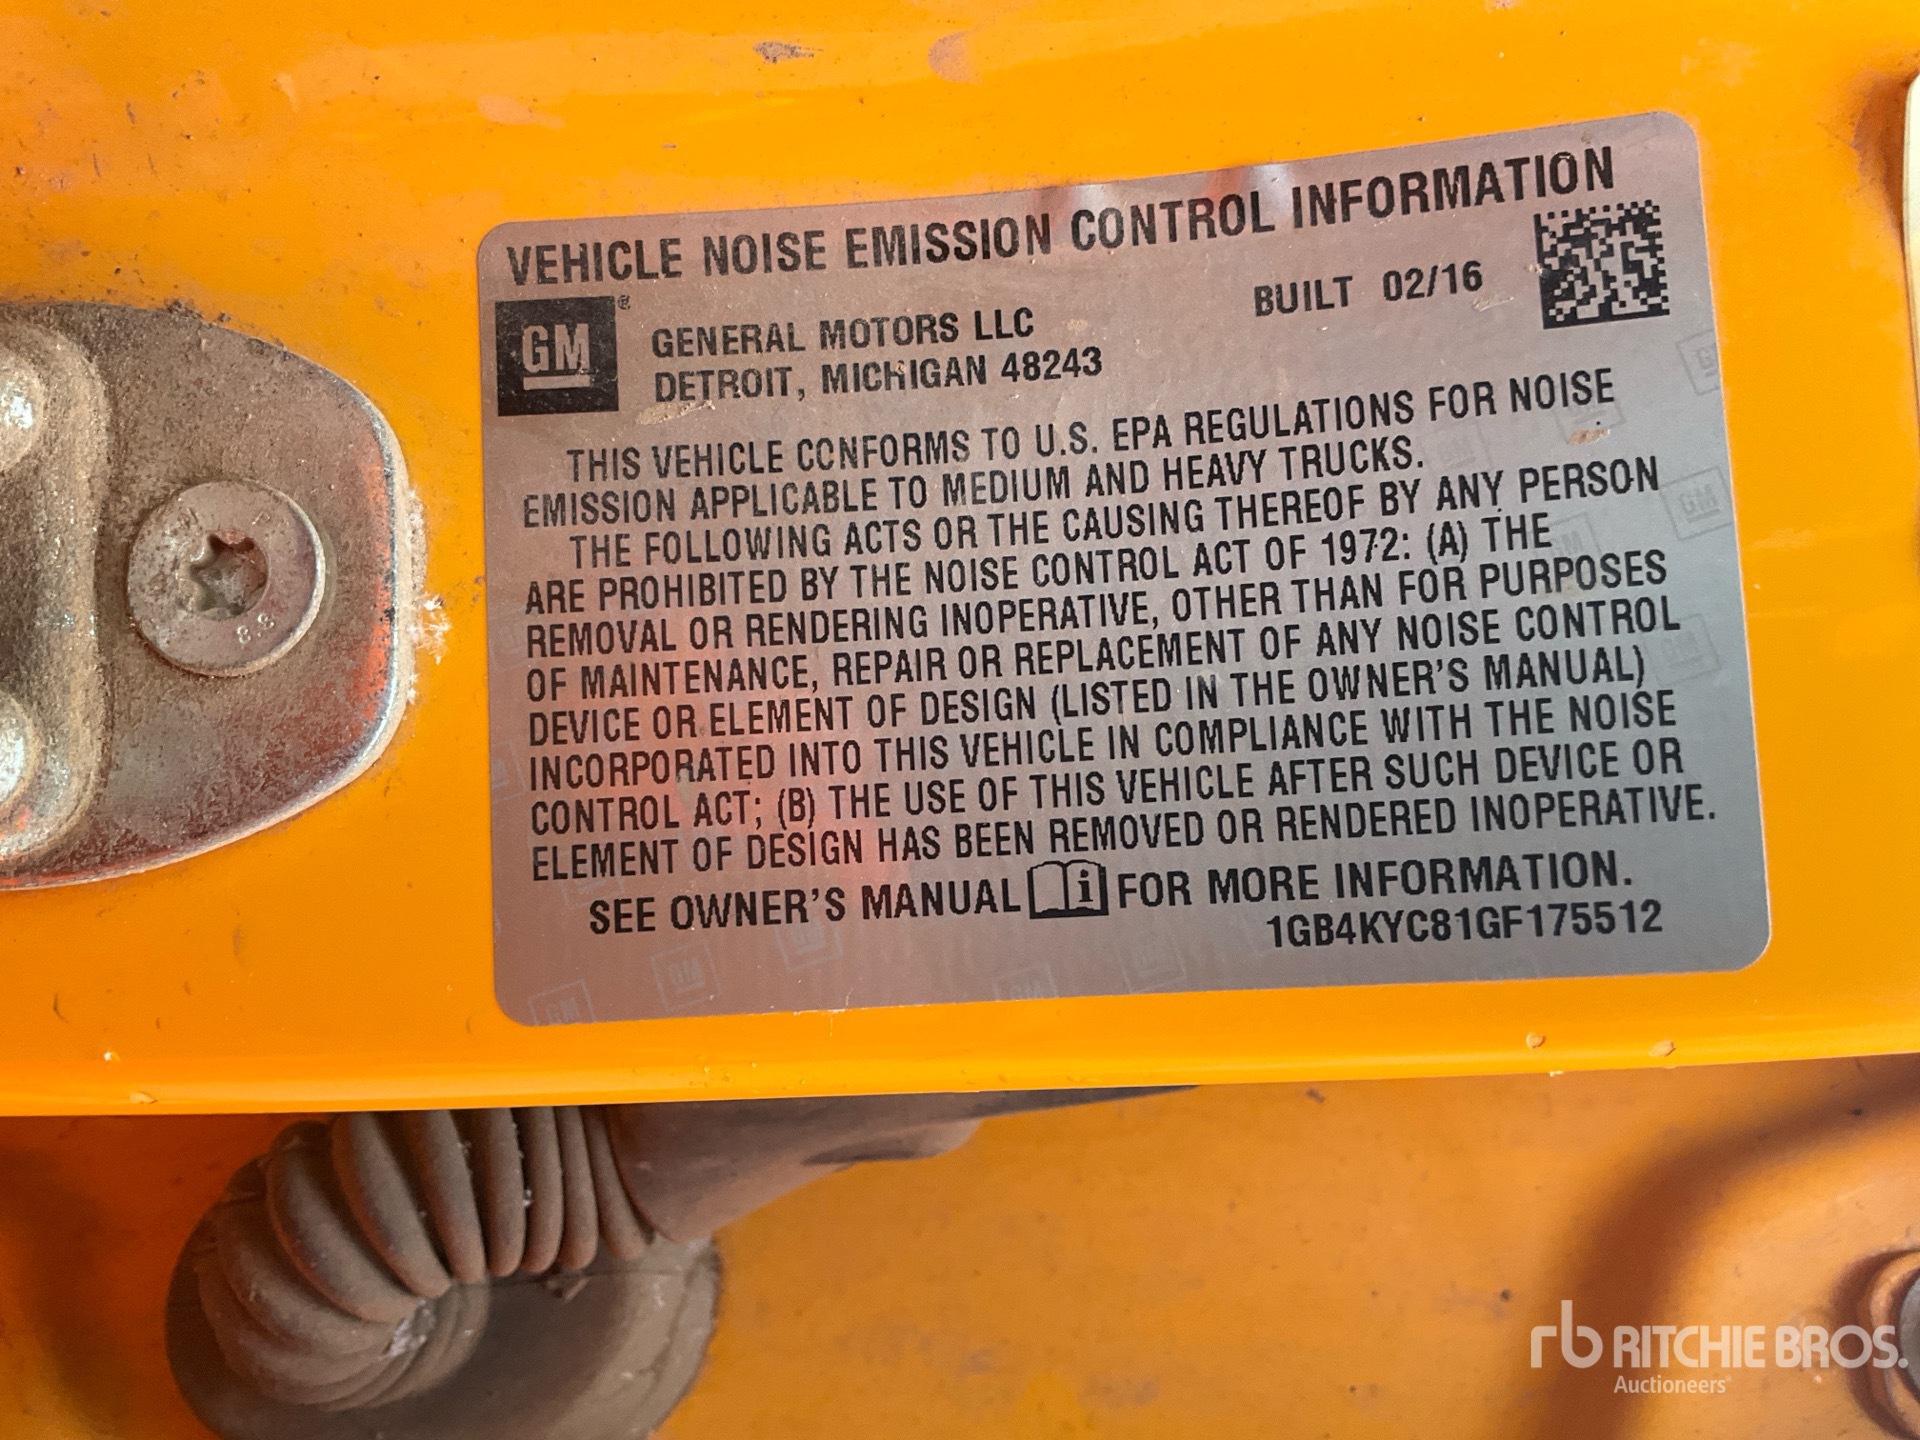 VEHICLE NOISE EMISSION CONTROL INFORMATION
GM®
GENERAL MOTORS LLC
DETROIT, MICHIGAN 48243
BUILT 02/16
THIS VEHICLE CONFORMS TO U.S. EPA REGULATIONS FOR NOISE
EMISSION APPLICABLE TO MEDIUM AND HEAVY TRUCKS.
THE FOLLOWING ACTS OR THE CAUSING THEREOF BY ANY PERSON
ARE PROHIBITED BY THE NOISE CONTROL ACT OF 1972: (A) THE
REMOVAL OR RENDERING INOPERATIVE, OTHER THAN FOR PURPOSES
OF MAINTENANCE, REPAIR OR REPLACEMENT OF ANY NOISE CONTROL
DEVICE OR ELEMENT OF DESIGN (LISTED IN THE OWNER'S MANUAL)
INCORPORATED INTO THIS VEHICLE IN COMPLIANCE WITH THE NOISE
CONTROL ACT; (B) THE USE OF THIS VEHICLE AFTER SUCH DEVICE OR
ELEMENT OF DESIGN HAS BEEN REMOVED OR RENDERED INOPERATIVE.
SEE OWNER'S MANUAL i FOR MORE INFORMATION.
1GB4KYC81GF175512
8.8
rb RITCHIE BROS.
Auctioneers